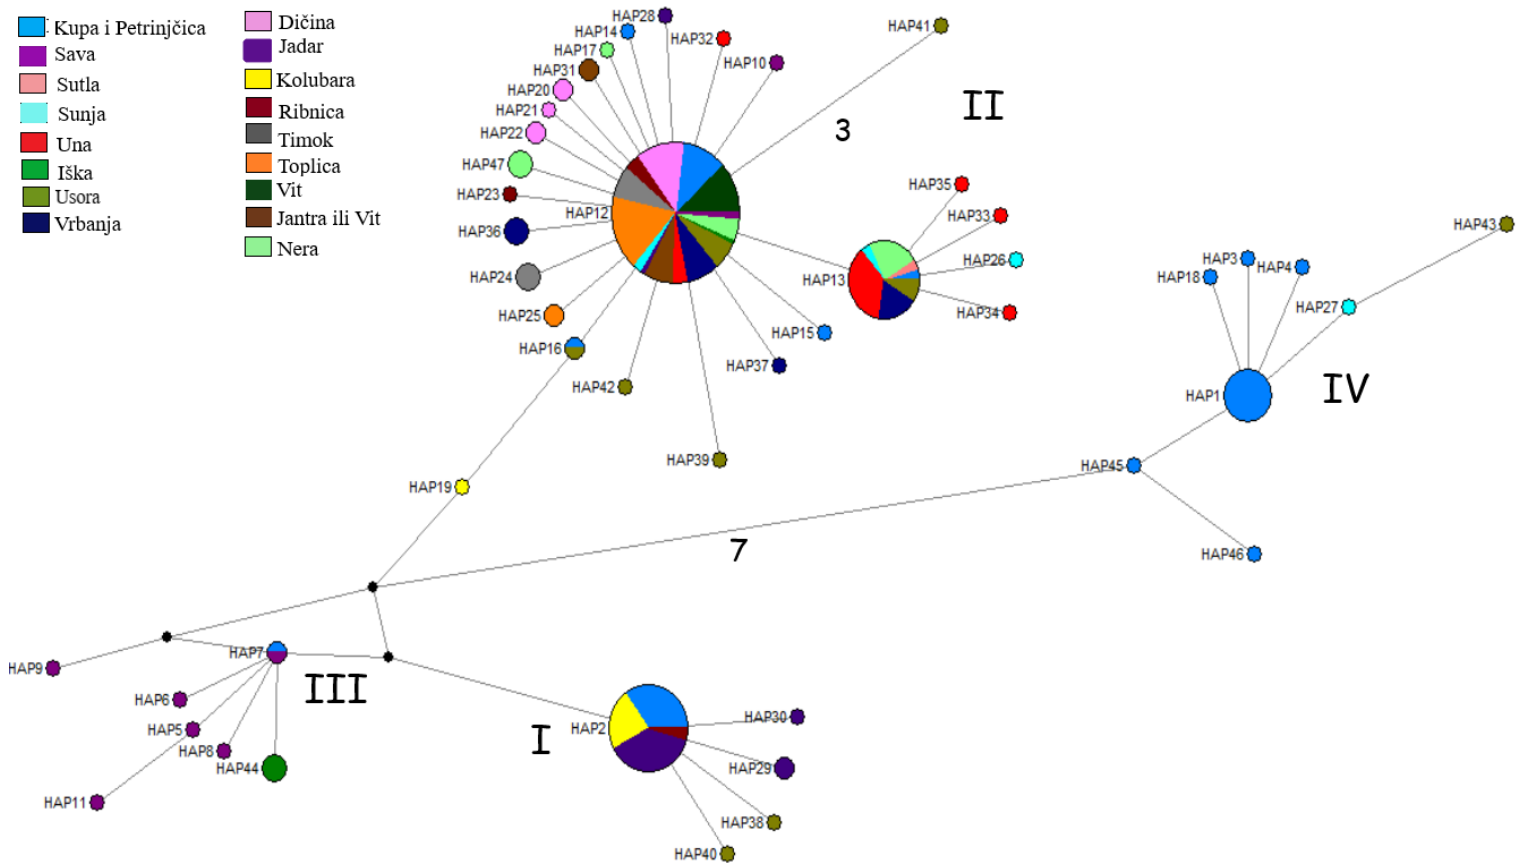 Kupa i Petrinjčica
Sava
Sutla
Sunja
Una
Iška
Usora
Vrbanja
Dičina
Jadar
Kolubara
Ribnica
Timok
Toplica
Vit
Jantra ili Vit
Nera
HAP28
HAP14
HAP17
HAP31
HAP20
HAP21
HAP22
HAP47
HAP23
HAP12
HAP36
HAP24
HAP25
HAP16
HAP42
HAP39
HAP37
HAP15
HAP32
HAP10
HAP41
3
II
HAP35
HAP33
HAP26
HAP13
HAP34
HAP43
HAP3
HAP18
HAP4
HAP27
HAP1
IV
HAP45
HAP46
HAP19
7
HAP9
HAP7
HAP6
HAP5
HAP8
HAP44
HAP11
III
I
HAP2
HAP30
HAP29
HAP38
HAP40